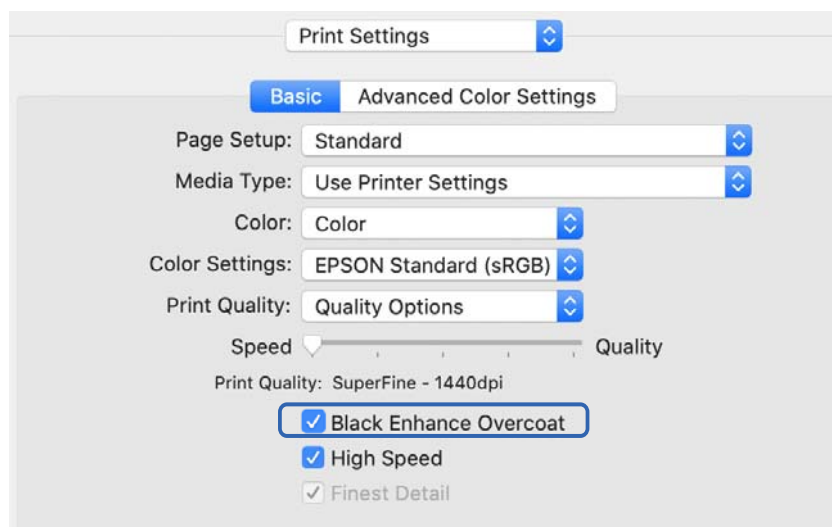 Print Settings
Basic Advanced Color Settings
Page Setup: Standard
Media Type: Use Printer Settings
Color: Color
Color Settings: EPSON Standard (sRGB)
Print Quality: Quality Options
Speed Quality
Print Quality: SuperFine - 1440dpi
Black Enhance Overcoat
High Speed
Finest Detail